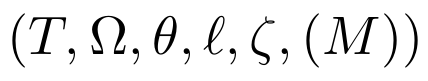 (T, Ω, θ, ℓ, ζ, (M))